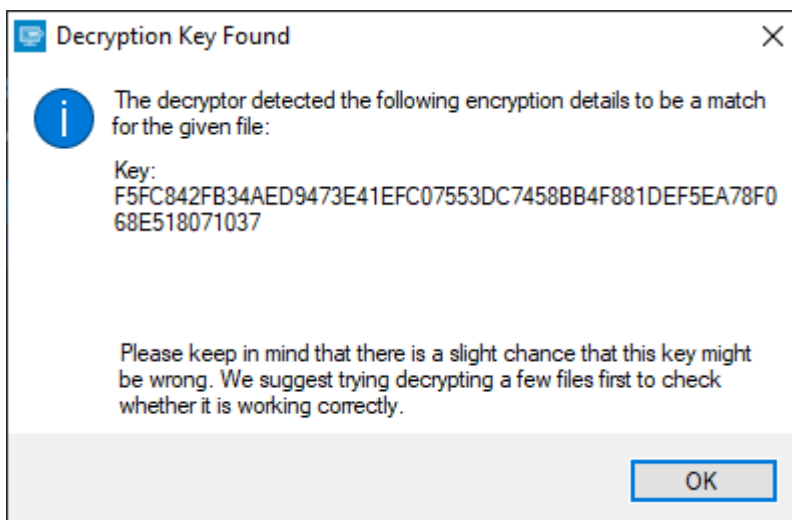 Decryption Key Found
The decryptor detected the following encryption details to be a match
for the given file:
Key:
F5FC842FB34AED9473E41EFC07553DC7458BB4F881DEF5EA78F0
68E518071037
Please keep in mind that there is a slight chance that this key might
be wrong. We suggest trying decrypting a few files first to check
whether it is working correctly.
OK